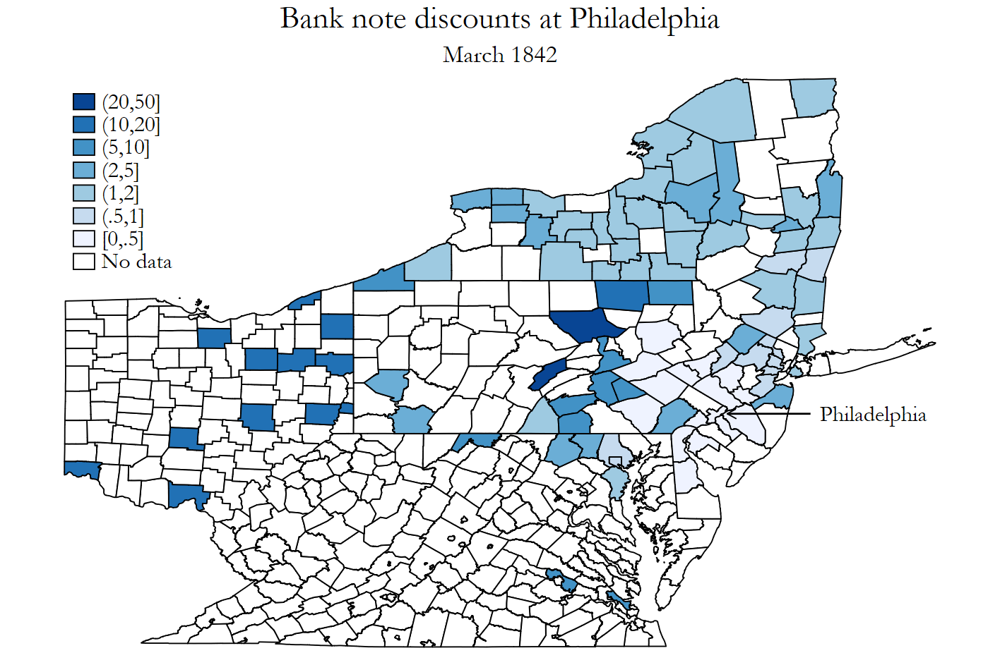 Bank note discounts at Philadelphia
March 1842
(20,50]
(10,20]
(5,10]
(2,5]
(1,2]
(.5,1]
[0,.5]
No data
Philadelphia